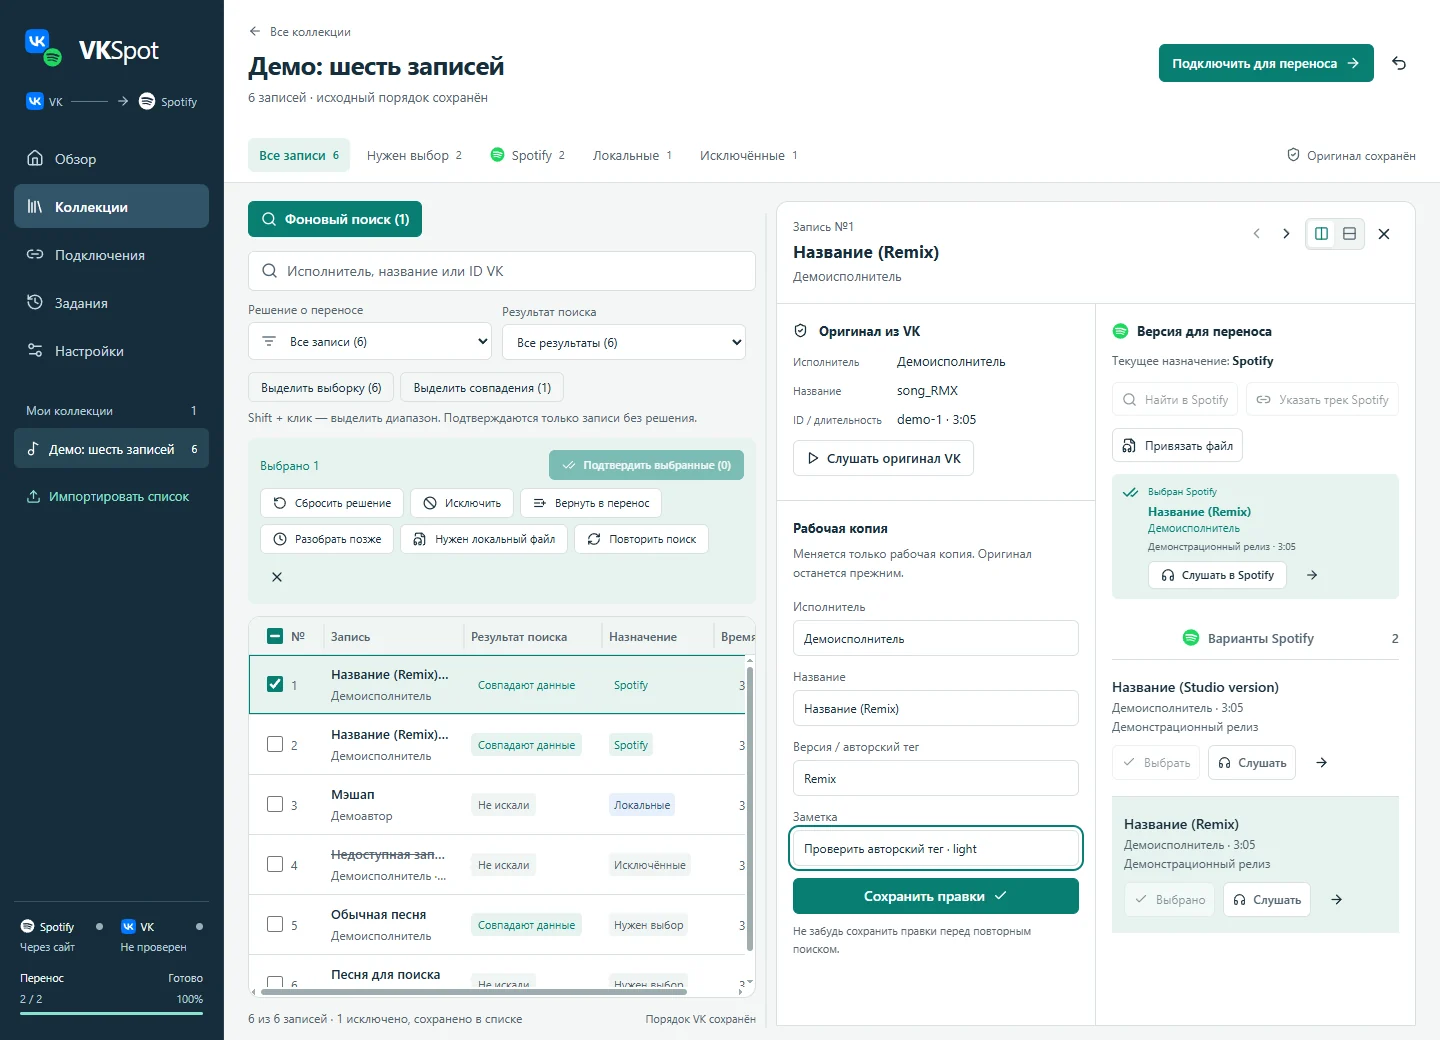 VKSpot
VK → Spotify
Обзор
Коллекции
Подключения
Задания
Настройки
Мои коллекции 1
Демо: шесть записей 6
Импортировать список
Spotify
Через сайт
VK
Не проверен
Перенос Готово
2 / 2 100%
← Все коллекции
Демо: шесть записей
6 записей · исходный порядок сохранён
Подключить для переноса →
Все записи 6
Нужен выбор 2
Spotify 2
Локальные 1
Исключённые 1
Оригинал сохранён
Фоновый поиск (1)
Исполнитель, название или ID VK
Решение о переносе
Все записи (6)
Результат поиска
Все результаты (6)
Выделить выборку (6)
Выделить совпадения (1)
Shift + клик — выделить диапазон. Подтверждаются только записи без решения.
Выбрано 1
Подтвердить выбранные (0)
Сбросить решение
Исключить
Вернуть в перенос
Разобрать позже
Нужен локальный файл
Повторить поиск
№ Запись Результат поиска Назначение Время
1 Название (Remix)... Совпадают данные Spotify 3
Демоисполнитель
2 Название (Remix)... Совпадают данные Spotify 3
Демоисполнитель
3 Мэшап Не искали Локальные 3
Демоавтор
4 Недоступная зап... Не искали Исключённые 3
Демоисполнитель ·...
5 Обычная песня Совпадают данные Нужен выбор 3
Демоисполнитель
6 Песня для поиска Не искали Нужен выбор 3
6 из 6 записей · 1 исключено, сохранено в списке
Порядок VK сохранён
Запись №1
Название (Remix)
Демоисполнитель
Оригинал из VK
Исполнитель Демоисполнитель
Название song_RMX
ID / длительность demo-1 · 3:05
Слушать оригинал VK
Рабочая копия
Меняется только рабочая копия. Оригинал
останется прежним.
Исполнитель
Демоисполнитель
Название
Название (Remix)
Версия / авторский тег
Remix
Заметка
Проверить авторский тег · light
Сохранить правки
Не забудь сохранить правки перед повторным
поиском.
Версия для переноса
Текущее назначение: Spotify
Найти в Spotify
Указать трек Spotify
Привязать файл
Выбран Spotify
Название (Remix)
Демоисполнитель
Демонстрационный релиз · 3:05
Слушать в Spotify →
Варианты Spotify 2
Название (Studio version)
Демоисполнитель · 3:05
Демонстрационный релиз
Выбрать
Слушать →
Название (Remix)
Демоисполнитель · 3:05
Демонстрационный релиз
Выбрано
Слушать →